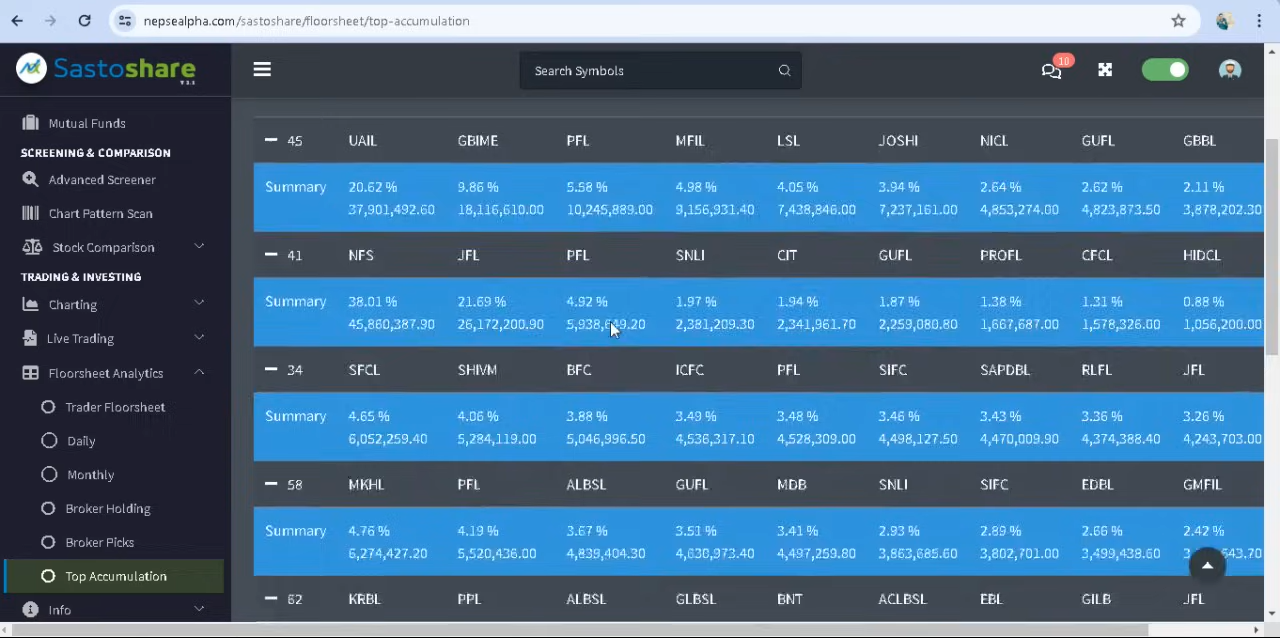 nepsealpha.com/sastoshare/floorsheet/top-accumulation
Sastoshare
Search Symbols
10
Mutual Funds
SCREENING & COMPARISON
Advanced Screener
Chart Pattern Scan
Stock Comparison
TRADING & INVESTING
Charting
Live Trading
Floorsheet Analytics
Trader Floorsheet
Daily
Monthly
Broker Holding
Broker Picks
Top Accumulation
Info
45 UAIL GBIME PFL MFIL LSL JOSHI NICL GUFL GBBL
Summary 20.62 % 9.86 % 5.58 % 4.98 % 4.05 % 3.94 % 2.64 % 2.62 % 2.11 %
37,901,492.60 18,116,610.00 10,245,889.00 9,156,931.40 7,438,846.00 7,237,161.00 4,853,274.00 4,823,873.50 3,878,202.30
41 NFS JFL PFL SNLI CIT GUFL PROFL CFCL HIDCL
Summary 38.01 % 21.69 % 4.92 % 1.97 % 1.94 % 1.87 % 1.38 % 1.31 % 0.88 %
45,860,387.90 26,172,200.90 2,381,209.30 2,341,961.70 2,259,080.80 1,667,687.00 1,578,326.00 1,056,200.00
34 SFCL SHIVM BFC ICFC PFL SIFC SAPDBL RLFL JFL
Summary 4.65 % 4.06 % 3.88 % 3.49 % 3.48 % 3.46 % 3.43 % 3.36 % 3.26 %
6,052,259.40 5,284,119.00 5,046,996.50 4,536,317.10 4,528,309.00 4,498,127.50 4,470,009.90 4,374,388.40 4,243,703.00
58 MKHL PFL ALBSL GUFL MDB SNLI SIFC EDBL GMFIL
Summary 4.76 % 4.19 % 3.67 % 3.51 % 3.41 % 2.93 % 2.89 % 2.66 % 2.42 %
6,274,427.20 5,520,436.00 4,839,404.30 4,630,973.40 4,497,259.80 3,863,685.60 3,802,701.00 3,499,438.60
62 KRBL PPL ALBSL GLBSL BNT ACLBSL EBL GILB JFL